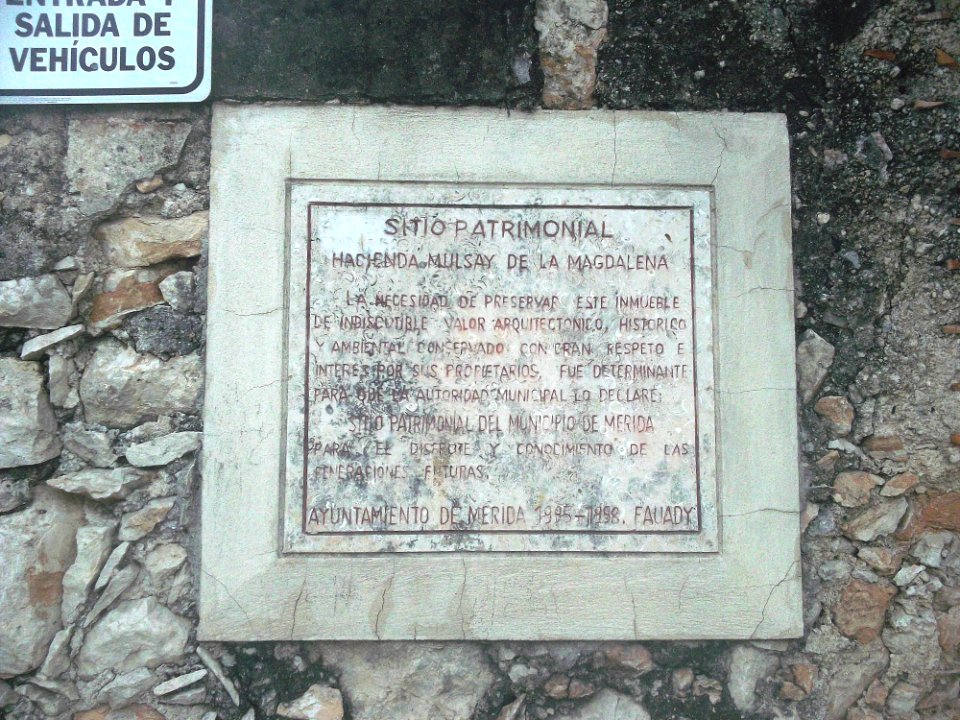 ENTRADA Y
SALIDA DE
VEHÍCULOS
SITIO PATRIMONIAL
HACIENDA MULSAY DE LA MAGDALENA
LA NECESIDAD DE PRESERVAR ESTE INMUEBLE
DE INDISCUTIBLE VALOR ARQUITECTONICO, HISTORICO
Y AMBIENTAL CONSERVADO CON GRAN RESPETO E
INTERES POR SUS PROPIETARIOS, FUE DETERMINANTE
PARA QUE LA AUTORIDAD MUNICIPAL LO DECLARE:
SITIO PATRIMONIAL DEL MUNICIPIO DE MERIDA
PARA EL DISFRUTE Y CONOCIMIENTO DE LAS
GENERACIONES FUTURAS.
AYUNTAMIENTO DE MERIDA 1995-1998. FAUADY